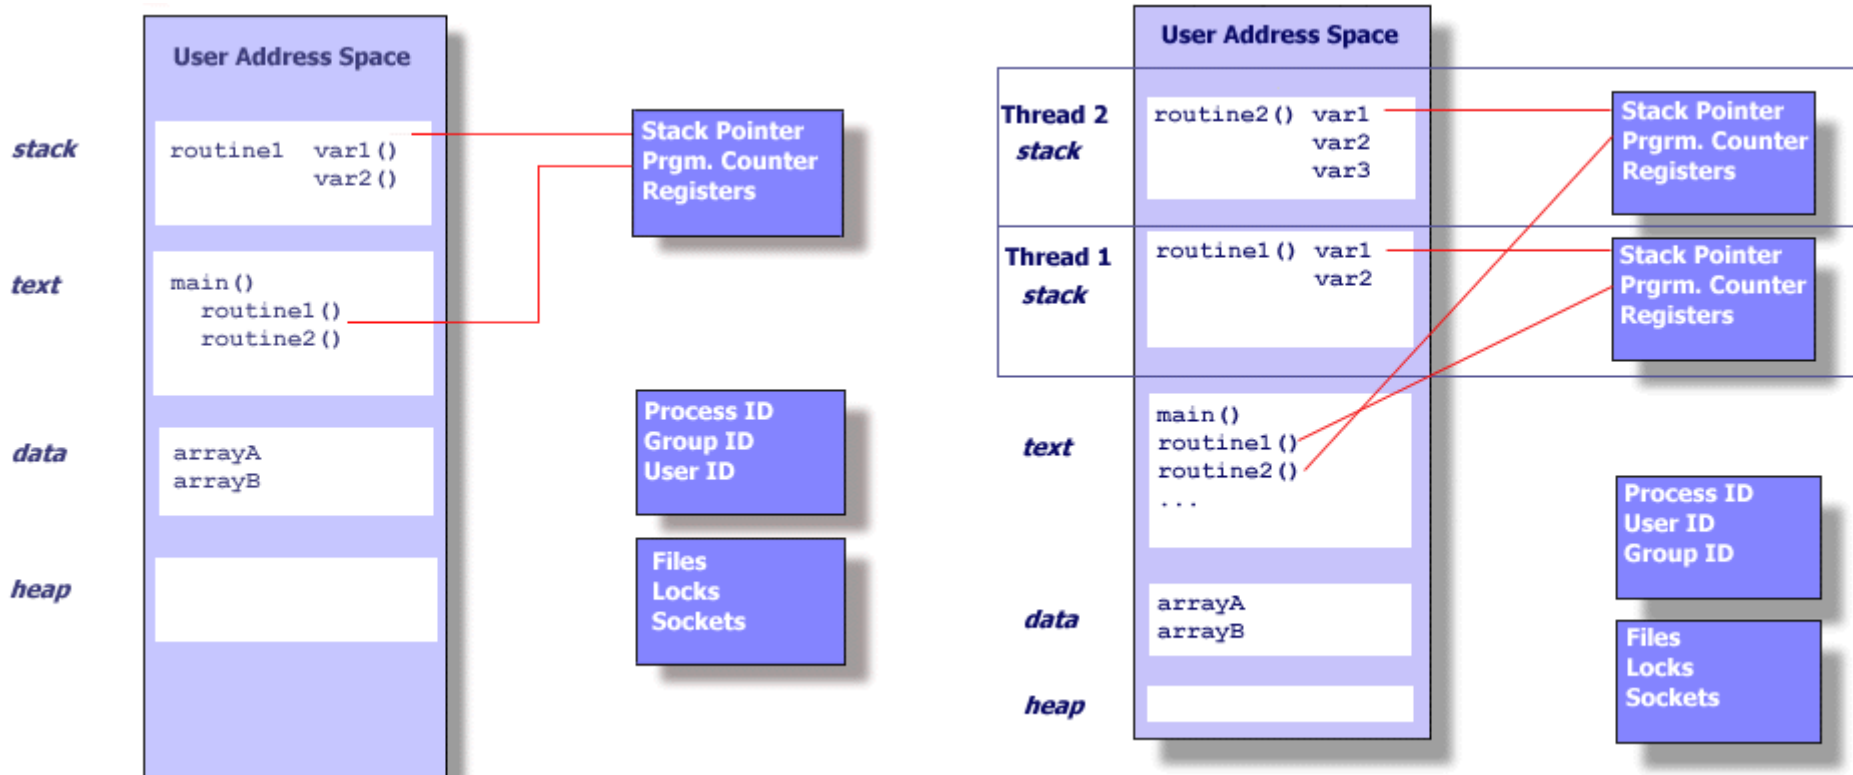 User Address Space
stack
routine1 var1()
var2()
Stack Pointer
Prgm. Counter
Registers
text
main()
routine1()
routine2()
data
arrayA
arrayB
Process ID
Group ID
User ID
heap
Files
Locks
Sockets
User Address Space
Thread 2
stack
routine2() var1
var2
var3
Stack Pointer
Prgrm. Counter
Registers
Thread 1
stack
routine1() var1
var2
Stack Pointer
Prgrm. Counter
Registers
text
main()
routine1()
routine2()
...
Process ID
User ID
Group ID
data
arrayA
arrayB
Files
Locks
Sockets
heap